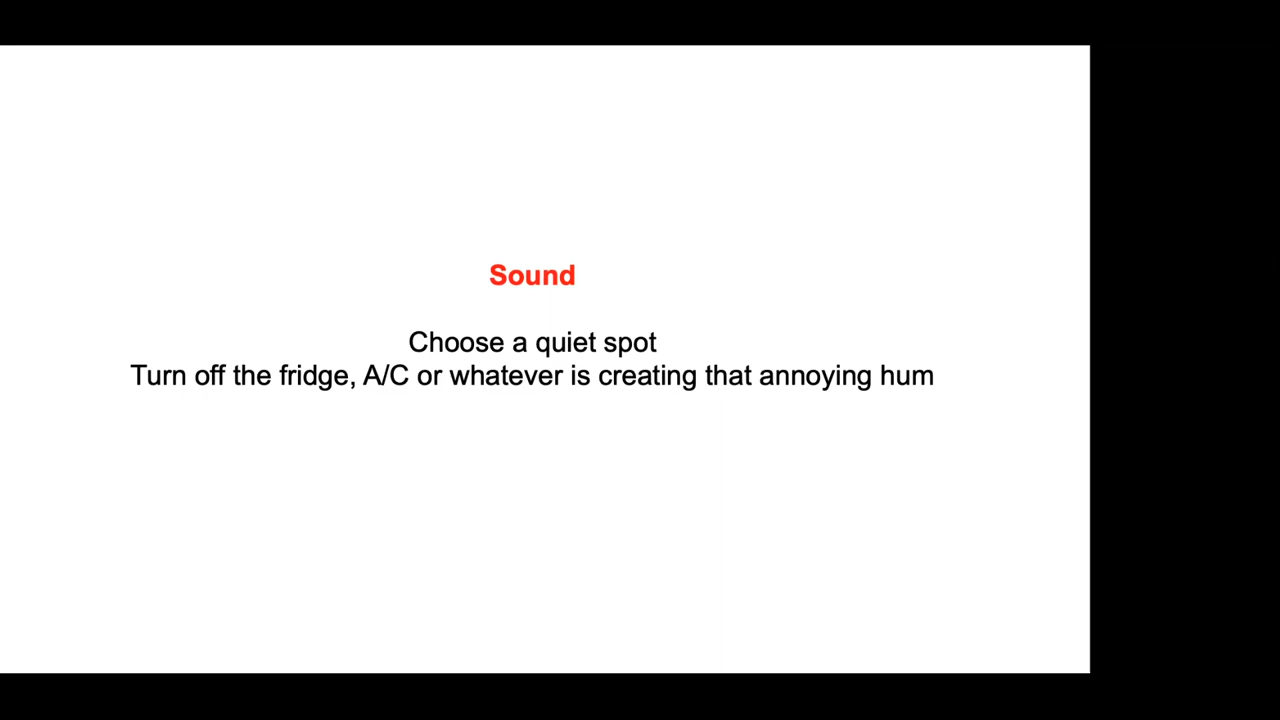 Sound
Choose a quiet spot
Turn off the fridge, A/C or whatever is creating that annoying hum